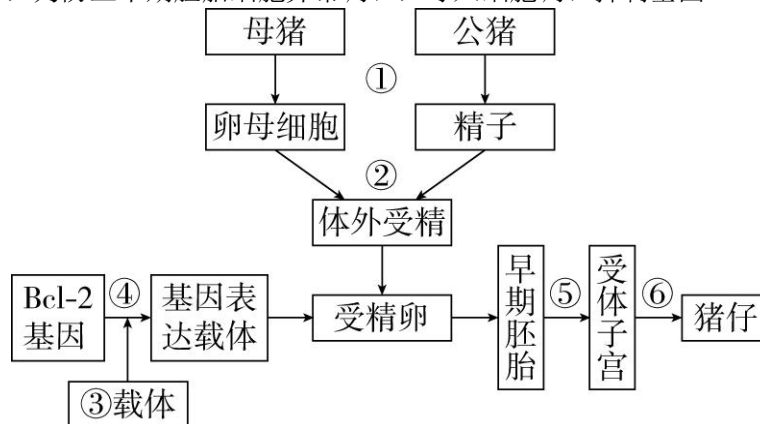 母猪 公猪
①
卵母细胞 精子
②
体外受精
Bcl-2基因 ④ 基因表达载体 受精卵 早期胚胎 ⑤ 受体子宫 ⑥ 猪仔
③载体